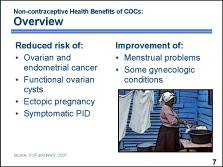 Non-contraceptive Health Benefits of COCs:
Overview
Reduced risk of:
• Ovarian and
endometrial cancer
• Functional ovarian
cysts
• Ectopic pregnancy
• Symptomatic PID
Improvement of:
• Menstrual problems
• Some gynecologic
conditions
Source: CCP and WHO, 2007
7